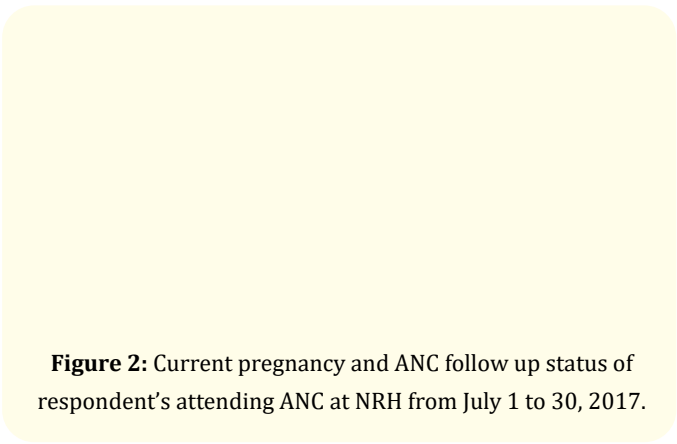 Figure 2: Current pregnancy and ANC follow up status of
respondent’s attending ANC at NRH from July 1 to 30, 2017.